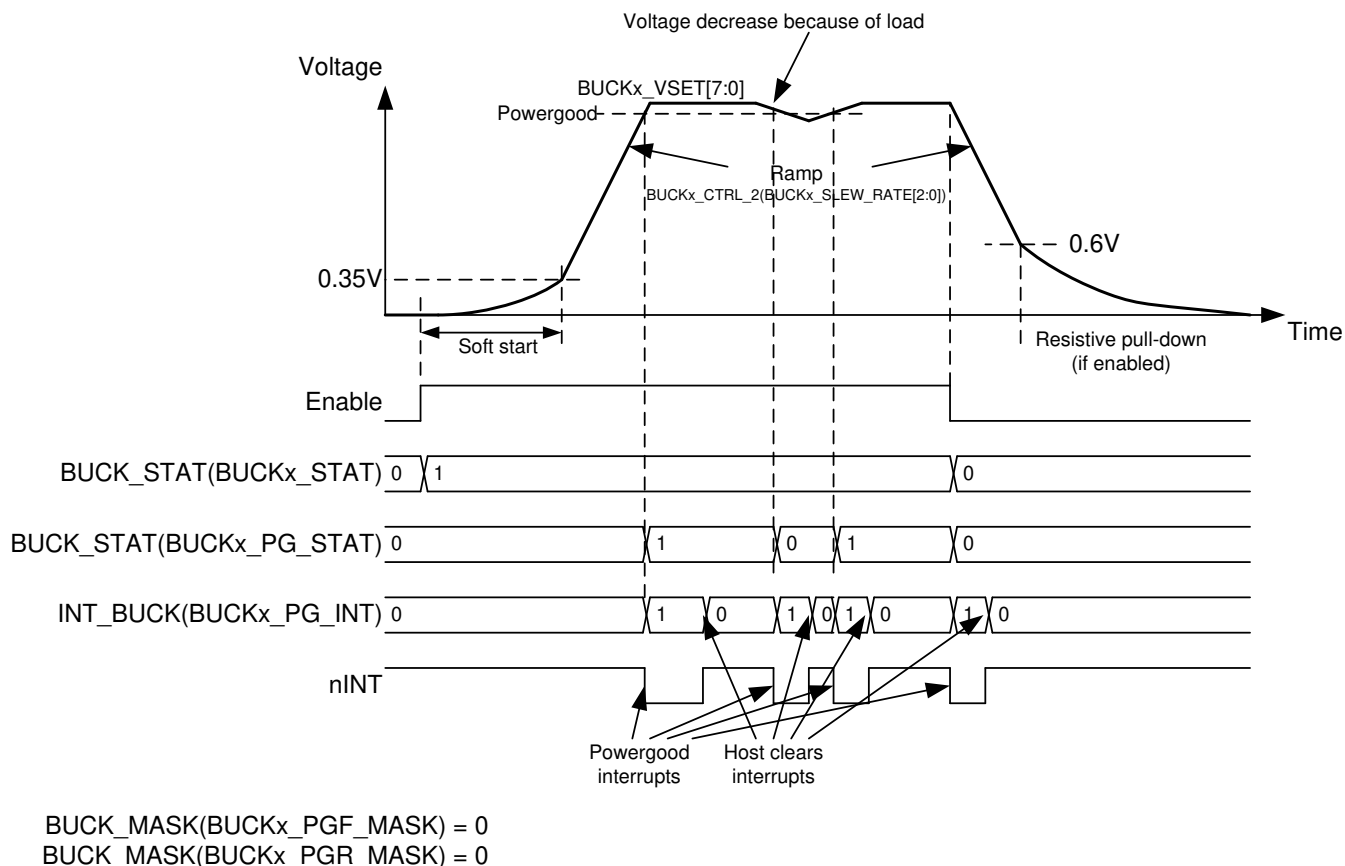 Voltage decrease because of load
Voltage
BUCKx_VSET[7:0]
Powergood
Ramp
BUCKx_CTRL_2(BUCKx_SLEW_RATE[2:0])
0.6V
0.35V
Time
Soft start
Resistive pull-down
(if enabled)
Enable
BUCK_STAT(BUCKx_STAT) 0 1 0
BUCK_STAT(BUCKx_PG_STAT) 0 1 0 1 0
INT_BUCK(BUCKx_PG_INT) 0 1 0 1 0 1 0 1 0
nINT
Powergood
interrupts
Host clears
interrupts
BUCK_MASK(BUCKx_PGF_MASK) = 0
BUCK_MASK(BUCKx_PGR_MASK) = 0